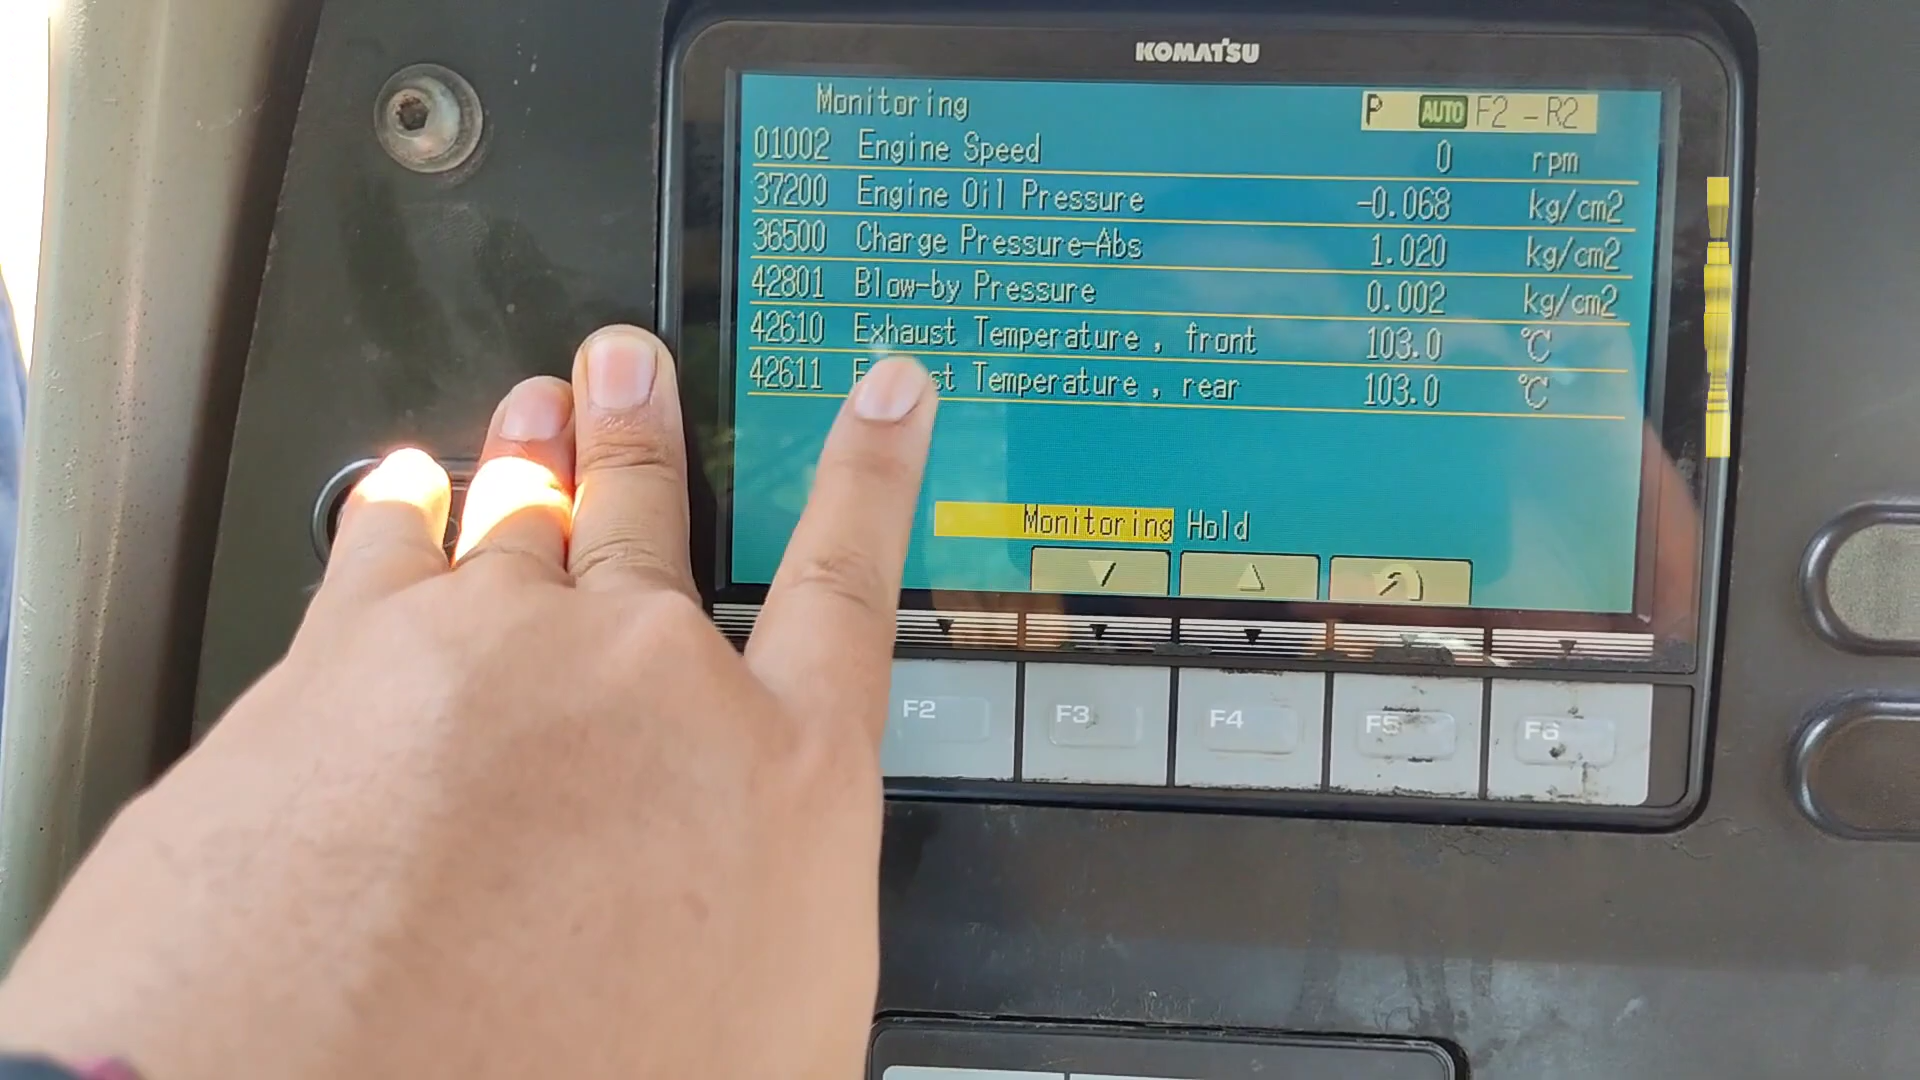 KOMATSU
Monitoring P AUTO F2 - R2
01002 Engine Speed 0 rpm
37200 Engine Oil Pressure -0.068 kg/cm2
36500 Charge Pressure-Abs 1.020 kg/cm2
42801 Blow-by Pressure 0.002 kg/cm2
42610 Exhaust Temperature , front 103.0 ℃
42611 Temperature , rear 103.0 ℃
Monitoring Hold
F2 F3 F4 F5 F6